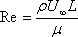 Re = ρU∞L / μ